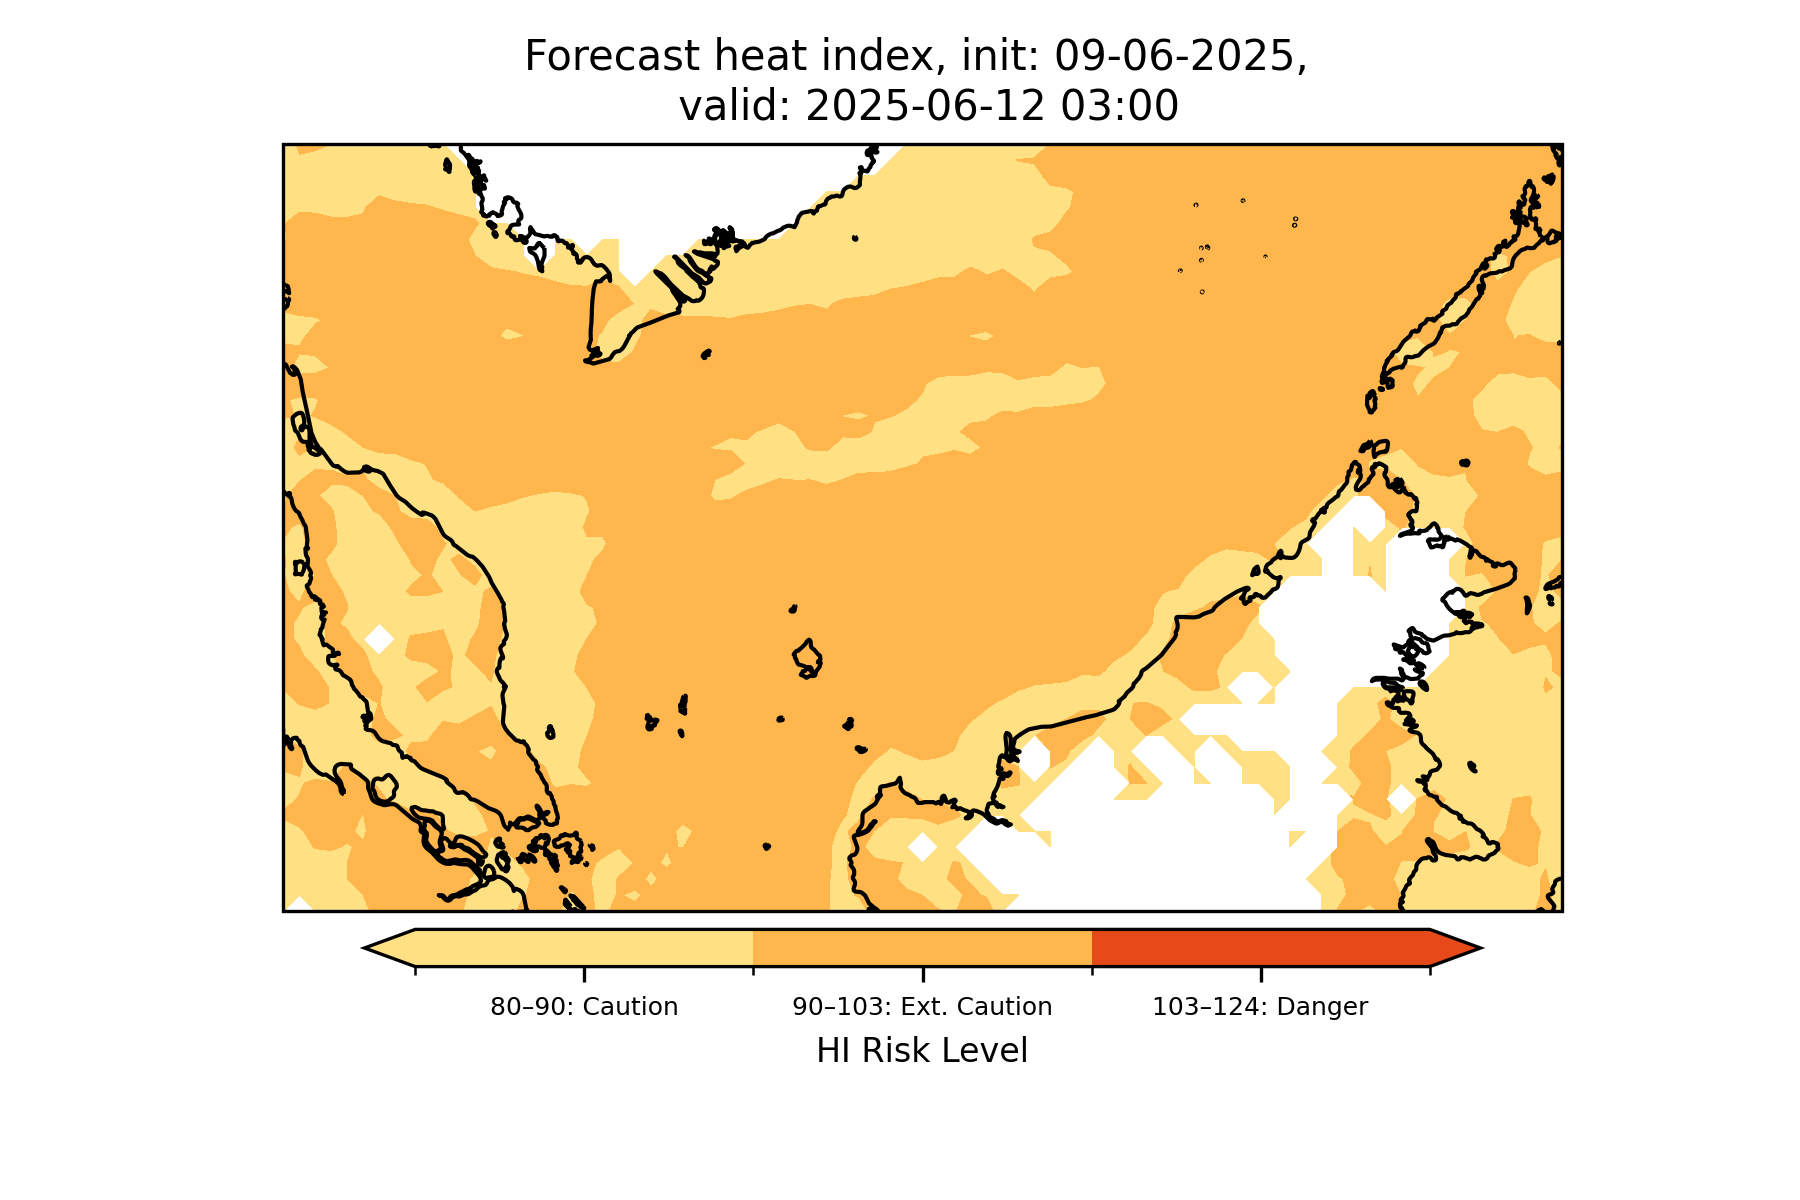 Forecast heat index, init: 09-06-2025,
valid: 2025-06-12 03:00
80–90: Caution
90–103: Ext. Caution
103–124: Danger
HI Risk Level